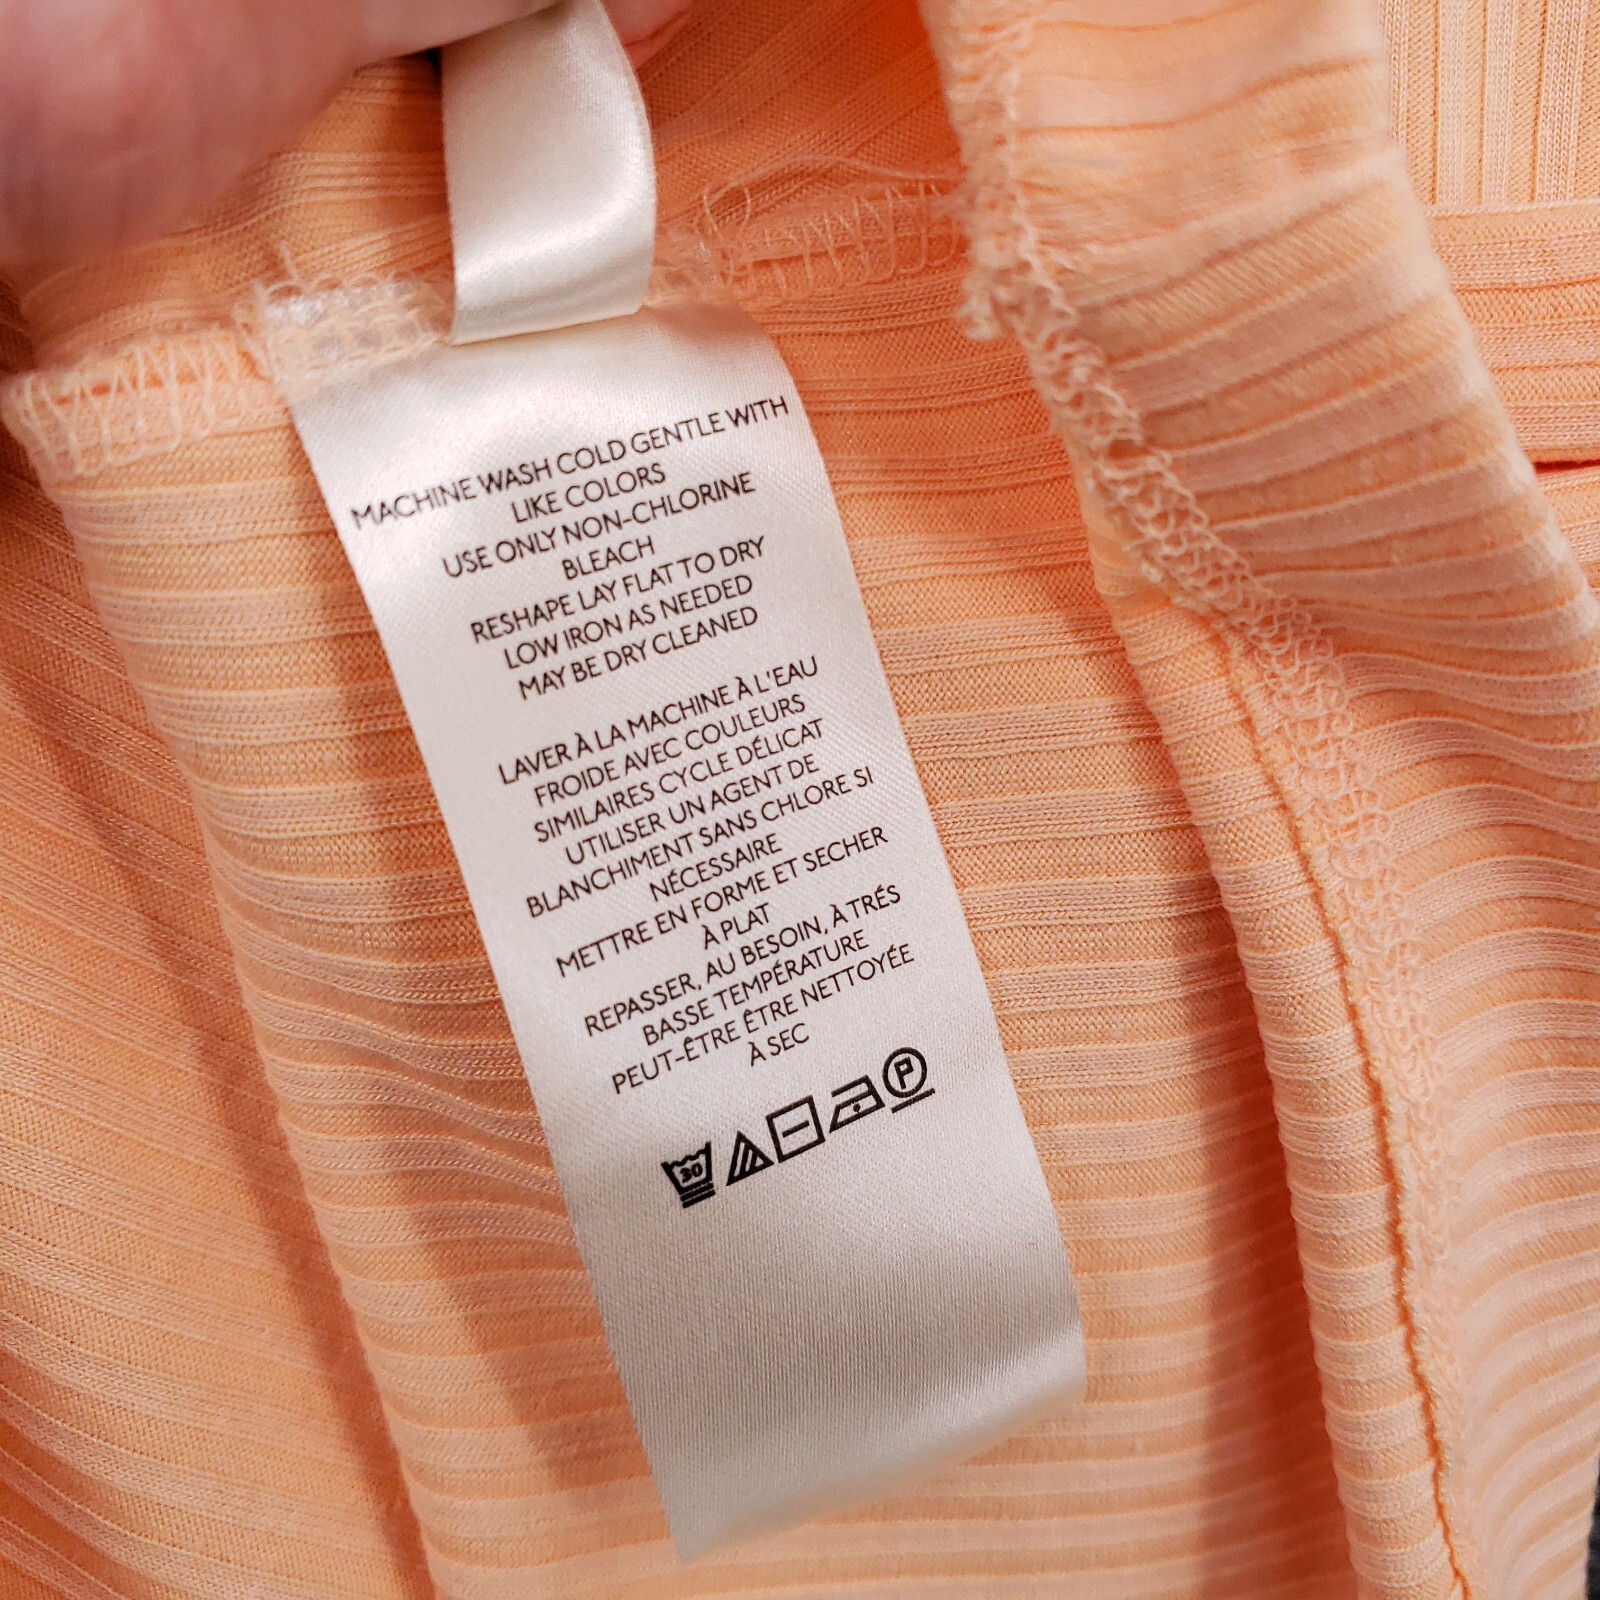 MACHINE WASH COLD GENTLE WITH
LIKE COLORS
USE ONLY NON-CHLORINE
BLEACH
RESHAPE LAY FLAT TO DRY
LOW IRON AS NEEDED
MAY BE DRY CLEANED
LAVER À LA MACHINE À L'EAU
FROIDE AVEC COULEURS
SIMILAIRES CYCLE DÉLICAT
UTILISER UN AGENT DE
BLANCHIMENT SANS CHLORE SI
NÉCESSAIRE
METTRE EN FORME ET SECHER
À PLAT
REPASSER, AU BESOIN, À TRÉS
BASSE TEMPÉRATURE
PEUT-ÊTRE ÊTRE NETTOYÉE
À SEC
30 P